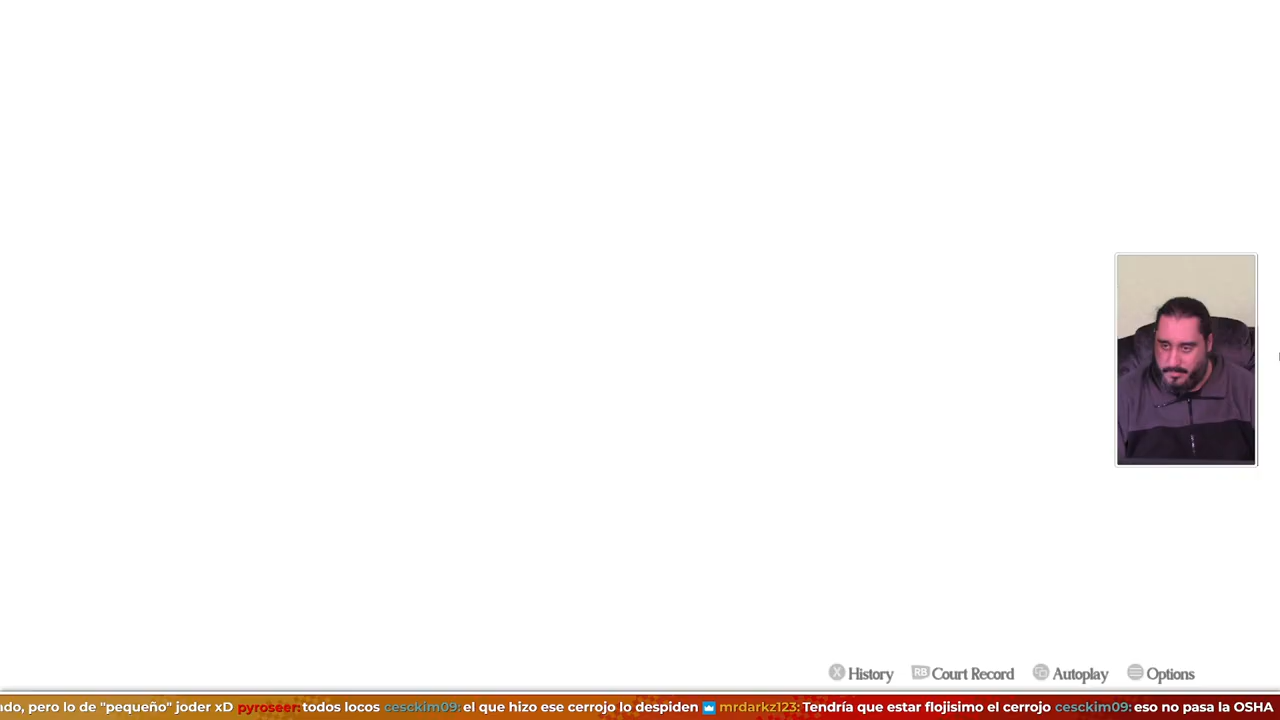 X History RB Court Record Autoplay Options
ado, pero lo de "pequeño" joder xD pyroseer: todos locos cesckim09: el que hizo ese cerrojo lo despiden mrdarkz123: Tendría que estar flojisimo el cerrojo cesckim09: eso no pasa la OSHA